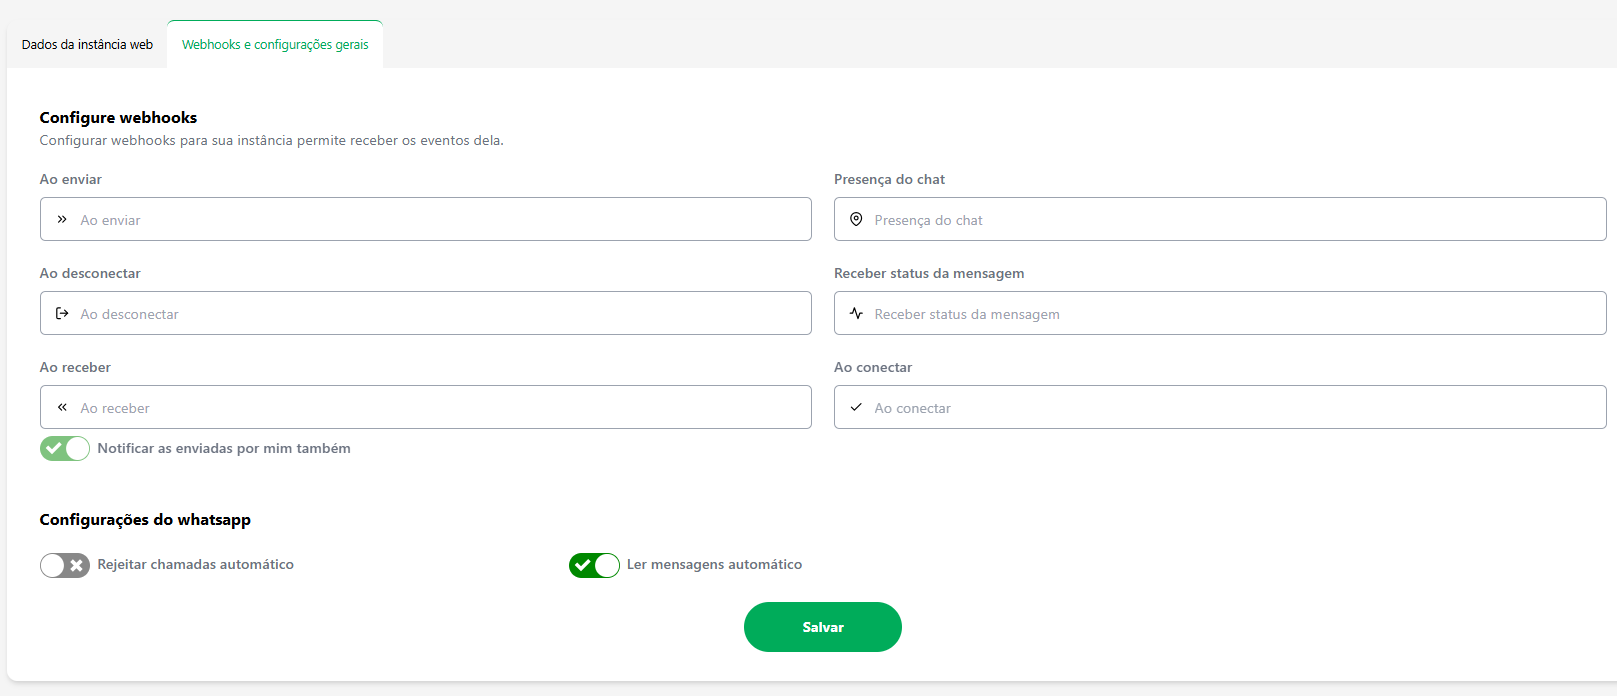 Dados da instância web
Webhooks e configurações gerais
Configure webhooks
Configurar webhooks para sua instância permite receber os eventos dela.
Ao enviar
Presença do chat
Ao enviar
Presença do chat
Ao desconectar
Receber status da mensagem
Ao desconectar
Receber status da mensagem
Ao receber
Ao conectar
Ao receber
Ao conectar
Notificar as enviadas por mim também
Configurações do whatsapp
Rejeitar chamadas automático
Ler mensagens automático
Salvar